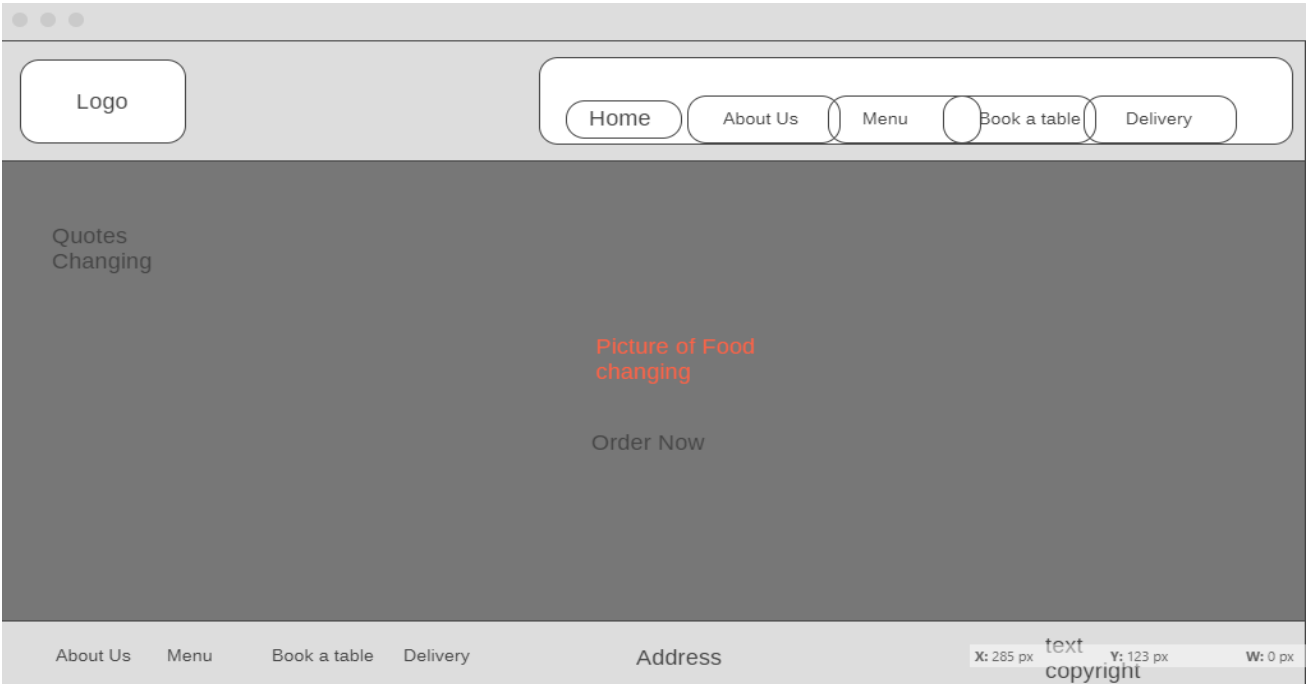 Logo
Home About Us Menu Book a table Delivery
Quotes
Changing
Picture of Food
changing
Order Now
About Us Menu Book a table Delivery
Address
text
copyright
X: 285 px Y: 123 px W: 0 px